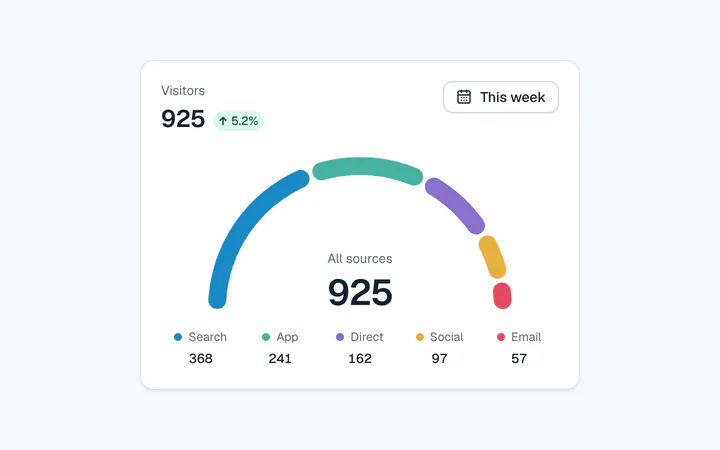 Visitors
925 ↑ 5.2%
This week
All sources
925
Search App Direct Social Email
368 241 162 97 57